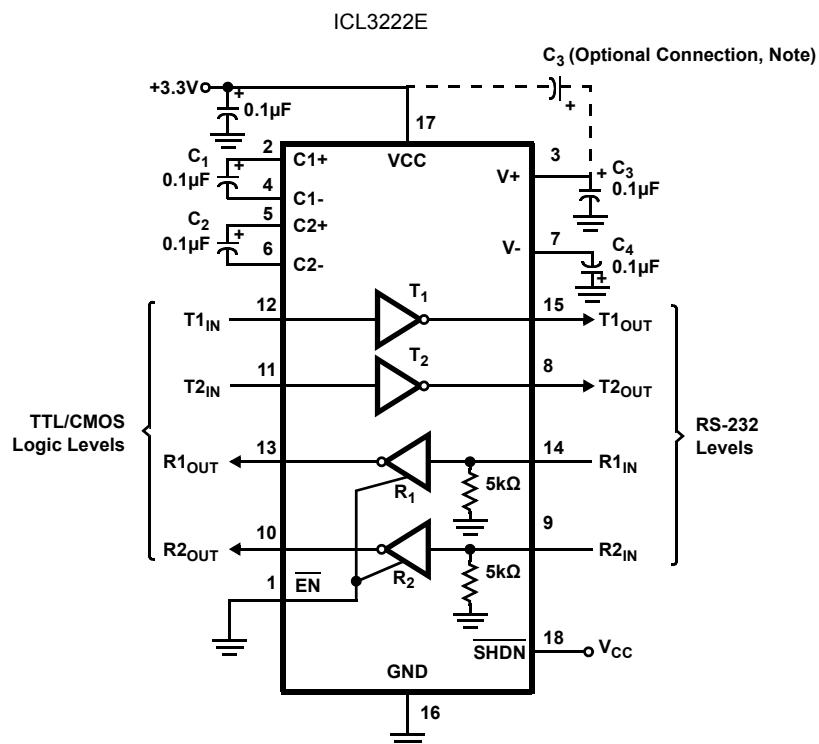 ICL3222E
C3 (Optional Connection, Note)
+3.3V
+
0.1µF
17
+
2
C1+
VCC
3
C1
0.1µF
+
4
C1-
V+
+
C3
0.1µF
C2
0.1µF
5
C2+
+
6
C2-
7
V-
C4
0.1µF
+
T1
T1IN
12
15
T1OUT
T2
T2IN
11
8
T2OUT
TTL/CMOS
Logic Levels
RS-232
Levels
R1OUT
13
14
R1IN
R1
5kΩ
R2OUT
10
9
R2IN
1
EN
R2
5kΩ
SHDN
18
VCC
GND
16